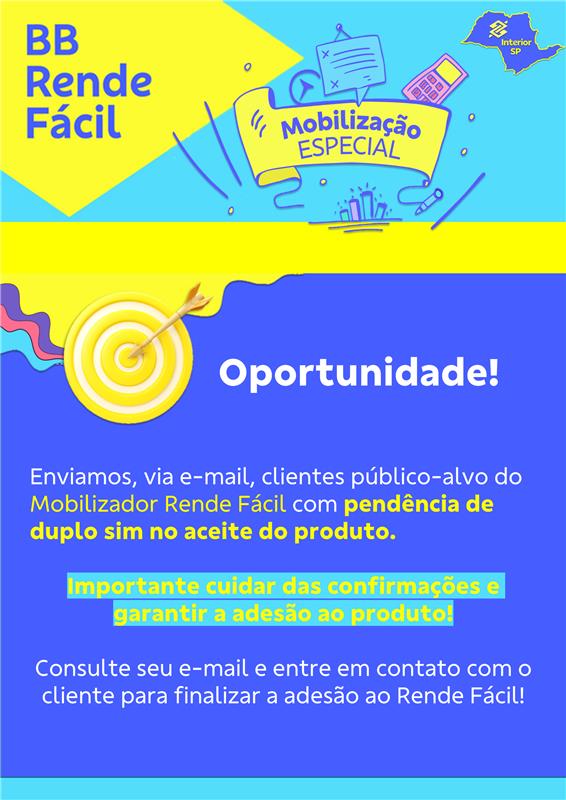 BB
Rende
Fácil
Interior
SP
Mobilização
ESPECIAL
Oportunidade!
Enviamos, via e-mail, clientes público-alvo do
Mobilizador Rende Fácil com pendência de
duplo sim no aceite do produto.
Importante cuidar das confirmações e
garantir a adesão ao produto!
Consulte seu e-mail e entre em contato com o
cliente para finalizar a adesão ao Rende Fácil!